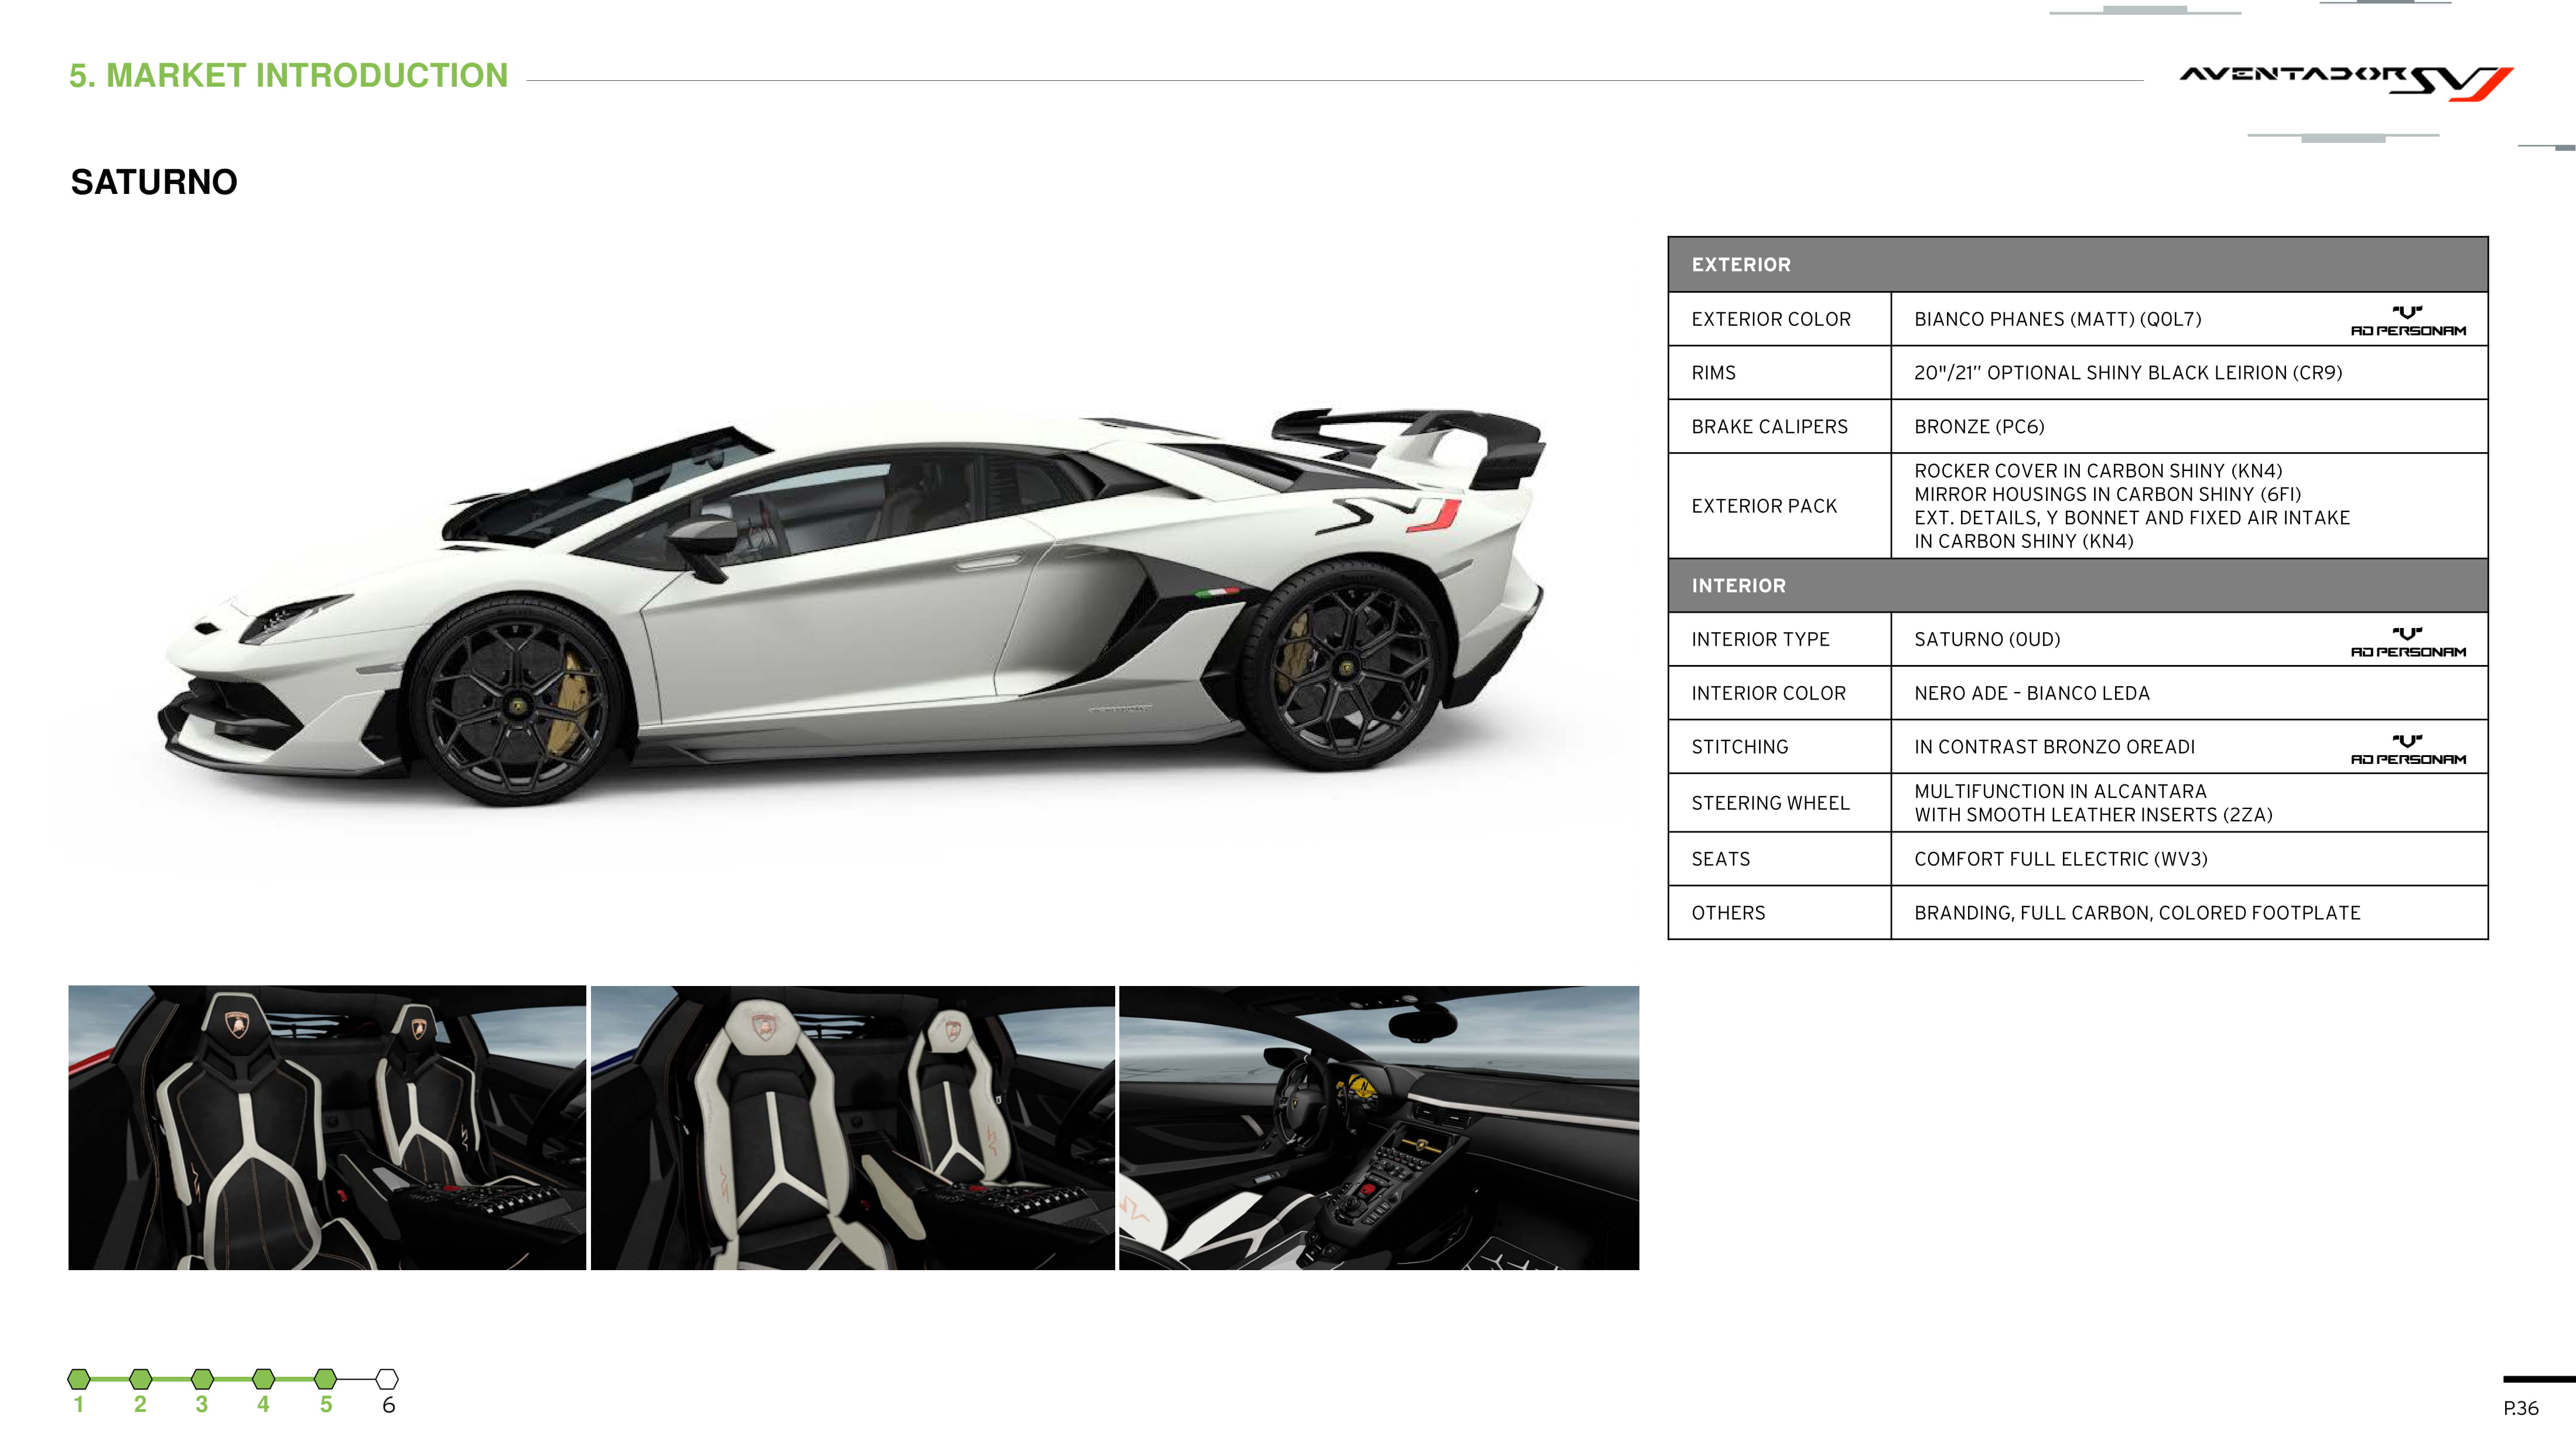 5. MARKET INTRODUCTION
AVENTADOR SVJ
SATURNO
EXTERIOR
EXTERIOR COLOR
BIANCO PHANES (MATT) (Q0L7)
AD PERSONAM
RIMS
20"/21’’ OPTIONAL SHINY BLACK LEIRION (CR9)
BRAKE CALIPERS
BRONZE (PC6)
EXTERIOR PACK
ROCKER COVER IN CARBON SHINY (KN4)
MIRROR HOUSINGS IN CARBON SHINY (6FI)
EXT. DETAILS, Y BONNET AND FIXED AIR INTAKE
IN CARBON SHINY (KN4)
INTERIOR
INTERIOR TYPE
SATURNO (0UD)
AD PERSONAM
INTERIOR COLOR
NERO ADE - BIANCO LEDA
STITCHING
IN CONTRAST BRONZO OREADI
AD PERSONAM
STEERING WHEEL
MULTIFUNCTION IN ALCANTARA
WITH SMOOTH LEATHER INSERTS (2ZA)
SEATS
COMFORT FULL ELECTRIC (WV3)
OTHERS
BRANDING, FULL CARBON, COLORED FOOTPLATE
SVJ
1 2 3 4 5 6
P.36